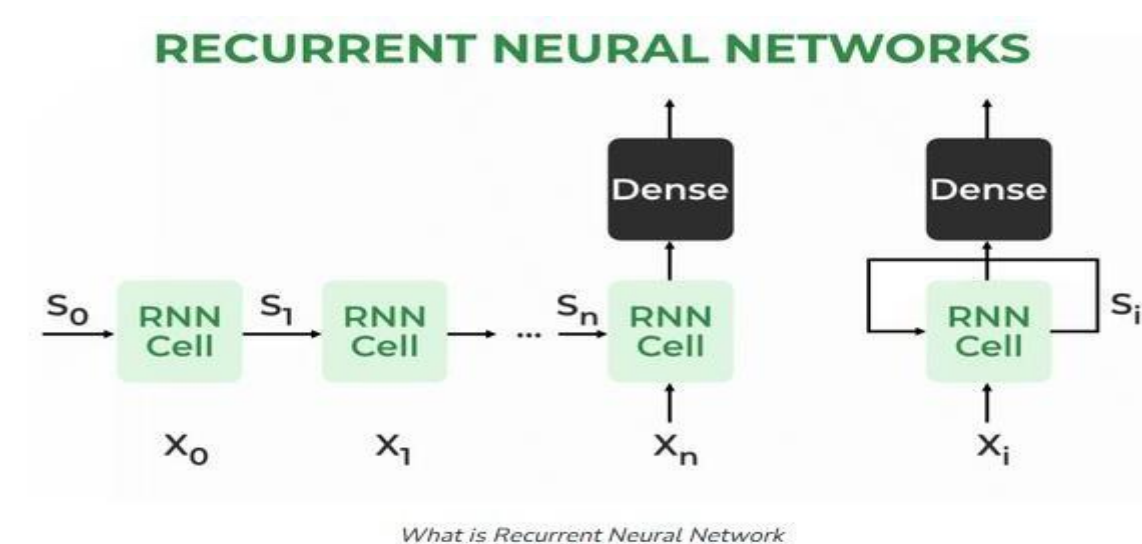 RECURRENT NEURAL NETWORKS
Dense
Dense
S0
RNN
Cell
S1
RNN
Cell
...
Sn
RNN
Cell
RNN
Cell
Si
X0
X1
Xn
Xi
What is Recurrent Neural Network